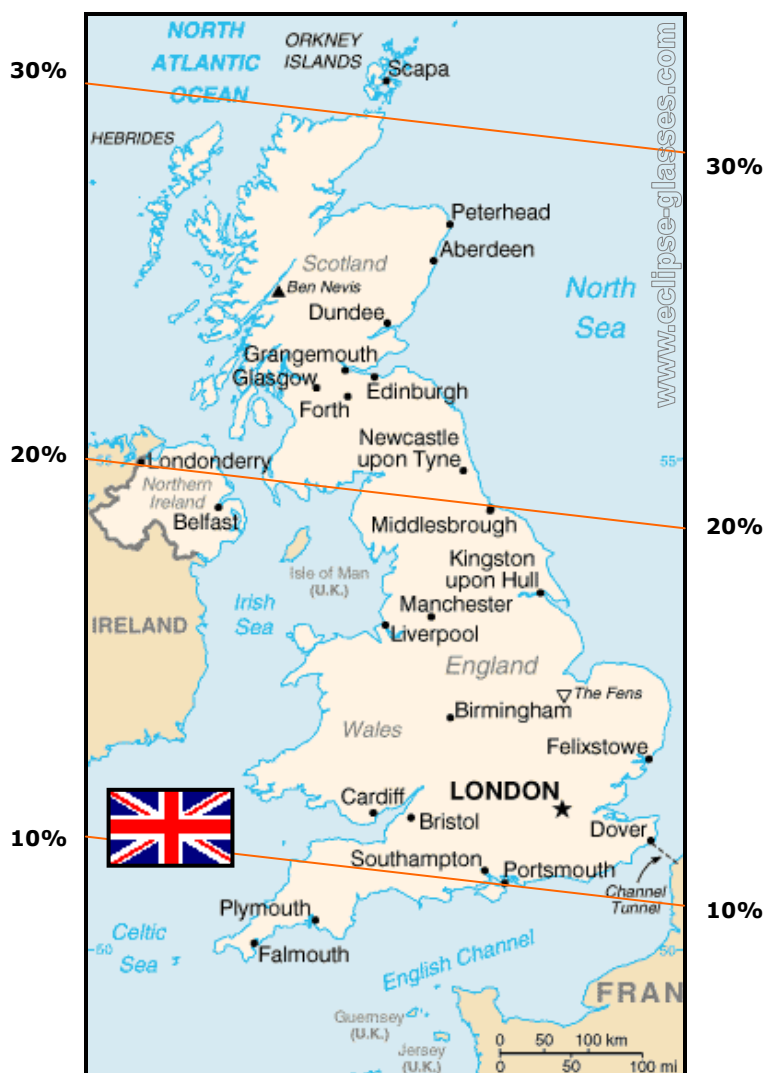 NORTH
ATLANTIC
OCEAN
ORKNEY
ISLANDS
Scapa
30%
www.eclipse-glasses.com
HEBRIDES
30%
Peterhead
Aberdeen
Scotland
Ben Nevis
North
Sea
Dundee
Grangemouth
Glasgow
Edinburgh
Forth
Newcastle
upon Tyne
20%
55
Londonderry
55
Northern
Ireland
Belfast
Middlesbrough
20%
Kingston
upon Hull
Isle of Man
(U.K.)
Irish
Sea
Manchester
IRELAND
Liverpool
England
The Fens
Birmingham
Wales
Felixstowe
LONDON
Cardiff
Bristol
Dover
10%
Southampton
Portsmouth
Channel
Tunnel
10%
Plymouth
Celtic
Sea
50
Falmouth
English Channel
50
FRAN
Guernsey
(U.K.)
Jersey
(U.K.)
0 50 100 km
0 50 100 mi